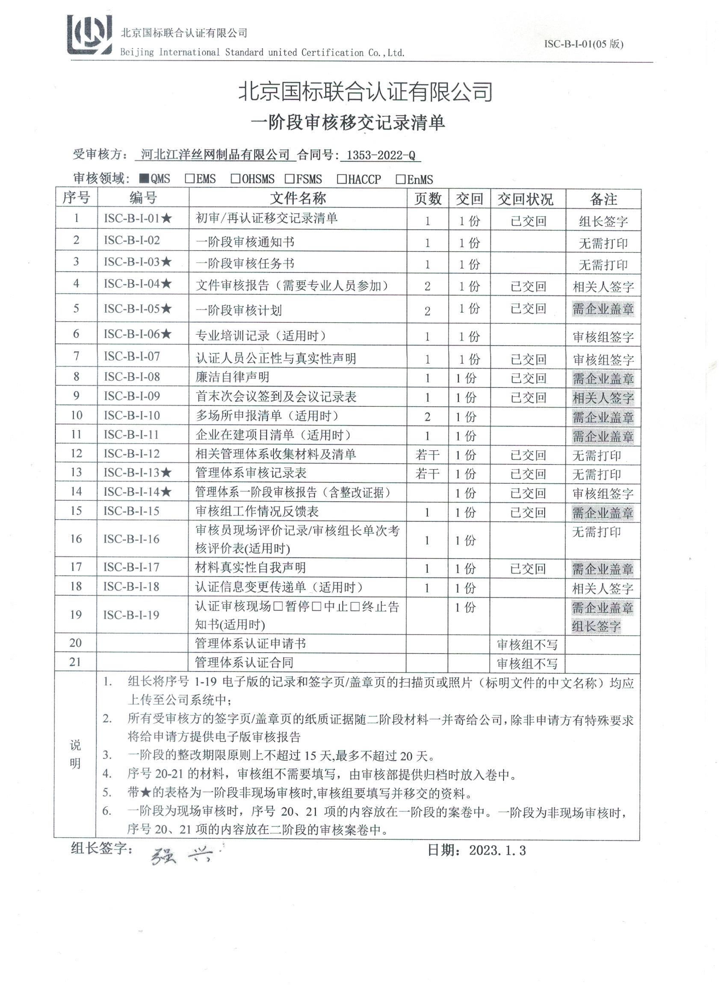 北京国标联合认证有限公司
Beijing International Standard united Certification Co.,Ltd.
ISC-B-I-01(05 版)
北京国标联合认证有限公司
一阶段审核移交记录清单
受审核方： 河北江洋丝网制品有限公司 合同号: 1353-2022-Q
审核领域: ■QMS □EMS □OHSMS □FSMS □HACCP □EnMS
序号 编号 文件名称 页数 交回 交回状况 备注
1 ISC-B-I-01★ 初审/再认证移交记录清单 1 1 份 已交回 组长签字
2 ISC-B-I-02 一阶段审核通知书 1 1 份 无需打印
3 ISC-B-I-03★ 一阶段审核任务书 1 1 份 无需打印
4 ISC-B-I-04★ 文件审核报告（需要专业人员参加） 2 1 份 已交回 相关人签字
5 ISC-B-I-05★ 一阶段审核计划 2 1 份 已交回 需企业盖章
6 ISC-B-I-06★ 专业培训记录（适用时） 1 1 份 审核组签字
7 ISC-B-I-07 认证人员公正性与真实性声明 1 1 份 已交回 审核组签字
8 ISC-B-I-08 廉洁自律声明 1 1 份 已交回 需企业盖章
9 ISC-B-I-09 首末次会议签到及会议记录表 1 1 份 已交回 相关人签字
10 ISC-B-I-10 多场所申报清单（适用时） 2 1 份 需企业盖章
11 ISC-B-I-11 企业在建项目清单（适用时） 1 1 份 需企业盖章
12 ISC-B-I-12 相关管理体系收集材料及清单 若干 1 份 已交回 无需打印
13 ISC-B-I-13★ 管理体系审核记录表 若干 1 份 已交回 无需打印
14 ISC-B-I-14★ 管理体系一阶段审核报告（含整改证据） 1 份 已交回 审核组签字
15 ISC-B-I-15 审核组工作情况反馈表 1 1 份 已交回 需企业盖章
16 ISC-B-I-16 审核员现场评价记录/审核组长单次考 1 1 份 无需打印
核评价表(适用时)
17 ISC-B-I-17 材料真实性自我声明 1 1 份 已交回 需企业盖章
18 ISC-B-I-18 认证信息变更传递单（适用时） 1 1 份 相关人签字
19 ISC-B-I-19 认证审核现场□暂停□中止□终止告 1 份 需企业盖章
知书(适用时) 组长签字
20 管理体系认证申请书 审核组不写
21 管理体系认证合同 审核组不写
说
明
1. 组长将序号 1-19 电子版的记录和签字页/盖章页的扫描页或照片（标明文件的中文名称）均应
上传至公司系统中；
2. 所有受审核方的签字页/盖章页的纸质证据随二阶段材料一并寄给公司,除非申请方有特殊要求
将给申请方提供电子版审核报告
3. 一阶段的整改期限原则上不超过 15 天,最多不超过 20 天。
4. 序号 20-21 的材料，审核组不需要填写，由审核部提供归档时放入卷中。
5. 带★的表格为一阶段非现场审核时,审核组要填写并移交的资料。
6. 一阶段为现场审核时，序号 20、21 项的内容放在一阶段的案卷中。一阶段为非现场审核时，
序号 20、21 项的内容放在二阶段的审核案卷中。
组长签字： 强兴 日期：2023.1.3